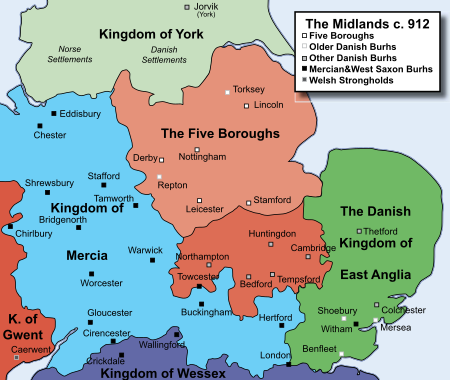 The Midlands c. 912
Five Boroughs
Older Danish Burhs
Other Danish Burhs
Mercian&West Saxon Burhs
Welsh Strongholds
Jorvik
(York)
Kingdom of York
Norse
Settlements
Danish
Settlements
Torksey
Lincoln
Eddisbury
Chester
The Five Boroughs
Derby
Nottingham
Repton
Stafford
Shrewsbury
Tamworth
Leicester
Stamford
Kingdom of
Mercia
Bridgenorth
Chirlbury
Warwick
Worcester
The Danish
Kingdom of
East Anglia
Thetford
Huntingdon
Cambridge
Northampton
Bedford
Tempsford
Towcester
Buckingham
Gloucester
Cirencester
Crickdale
Wallingford
Hertford
London
Shoebury
Colchester
Witham
Mersea
Benfleet
K. of
Gwent
Caerwent
Kingdom of Wessex